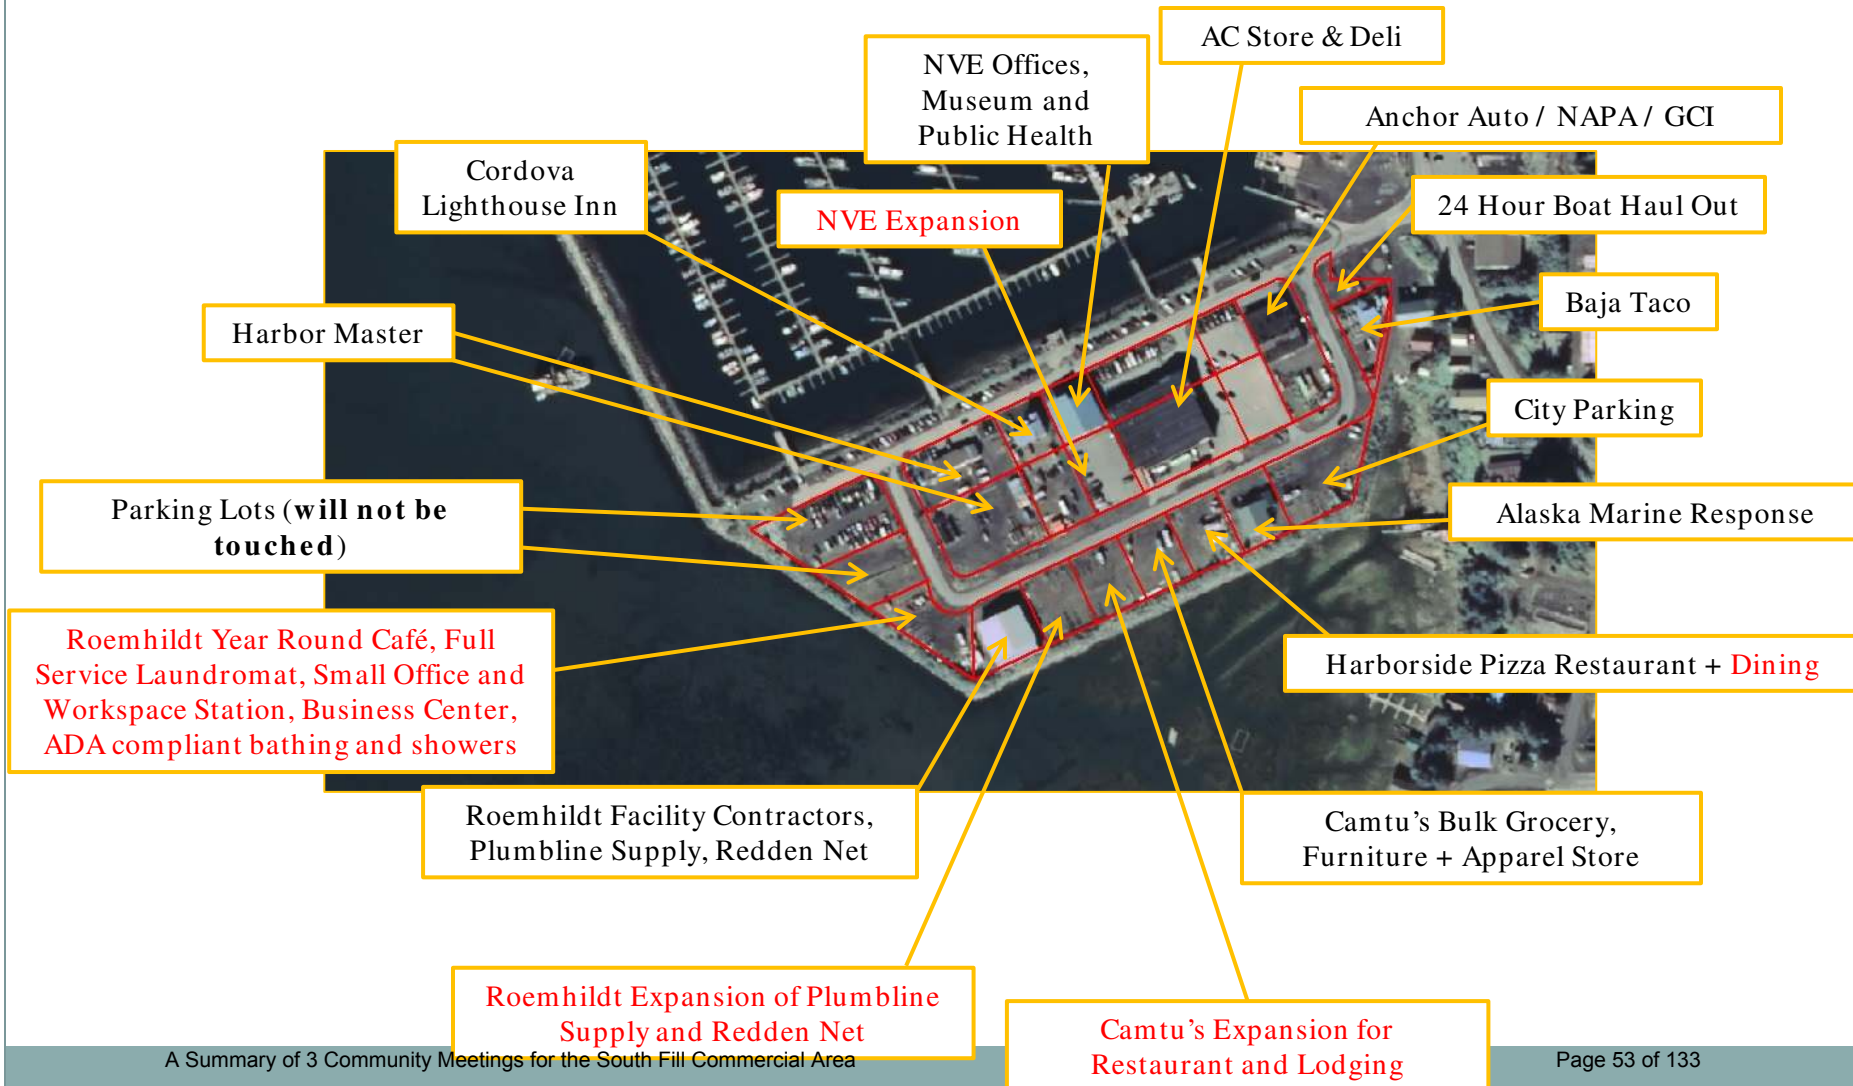 AC Store & Deli
NVE Offices,
Museum and
Public Health
Anchor Auto / NAPA / GCI
Cordova
Lighthouse Inn
NVE Expansion
24 Hour Boat Haul Out
Baja Taco
Harbor Master
City Parking
Parking Lots (will not be
touched)
Alaska Marine Response
Roemhildt Year Round Café, Full
Service Laundromat, Small Office and
Workspace Station, Business Center,
ADA compliant bathing and showers
Harborside Pizza Restaurant + Dining
Roemhildt Facility Contractors,
Plumbline Supply, Redden Net
Camtu’s Bulk Grocery,
Furniture + Apparel Store
Roemhildt Expansion of Plumbline
Supply and Redden Net
Camtu’s Expansion for
Restaurant and Lodging
A Summary of 3 Community Meetings for the South Fill Commercial Area
Page 53 of 133